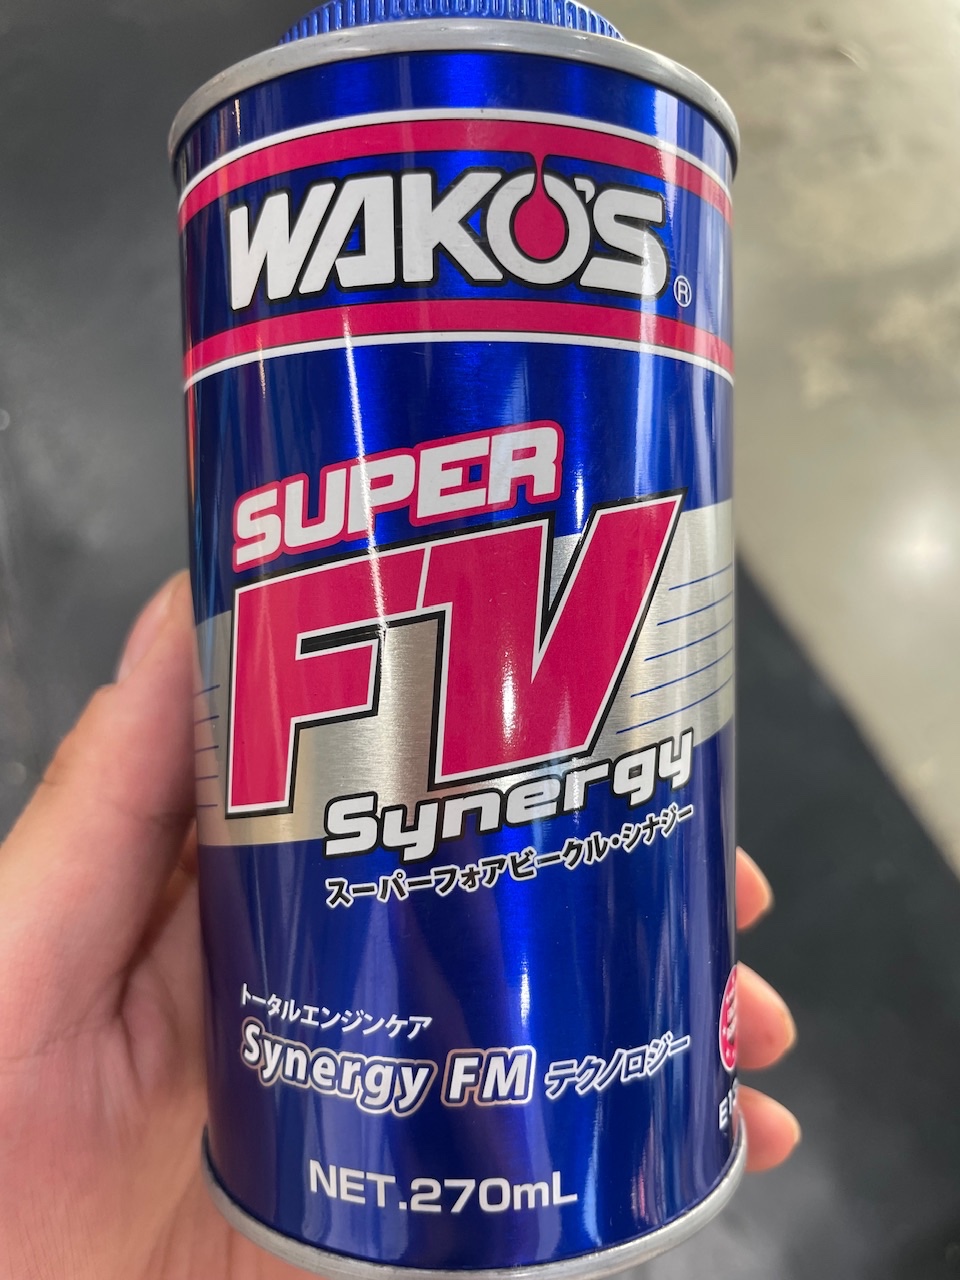 WAKO'S®
SUPER
FV
Synergy
スーパーフォアビークル・シナジー
トータルエンジンケア
Synergy FM テクノロジー
NET.270mL